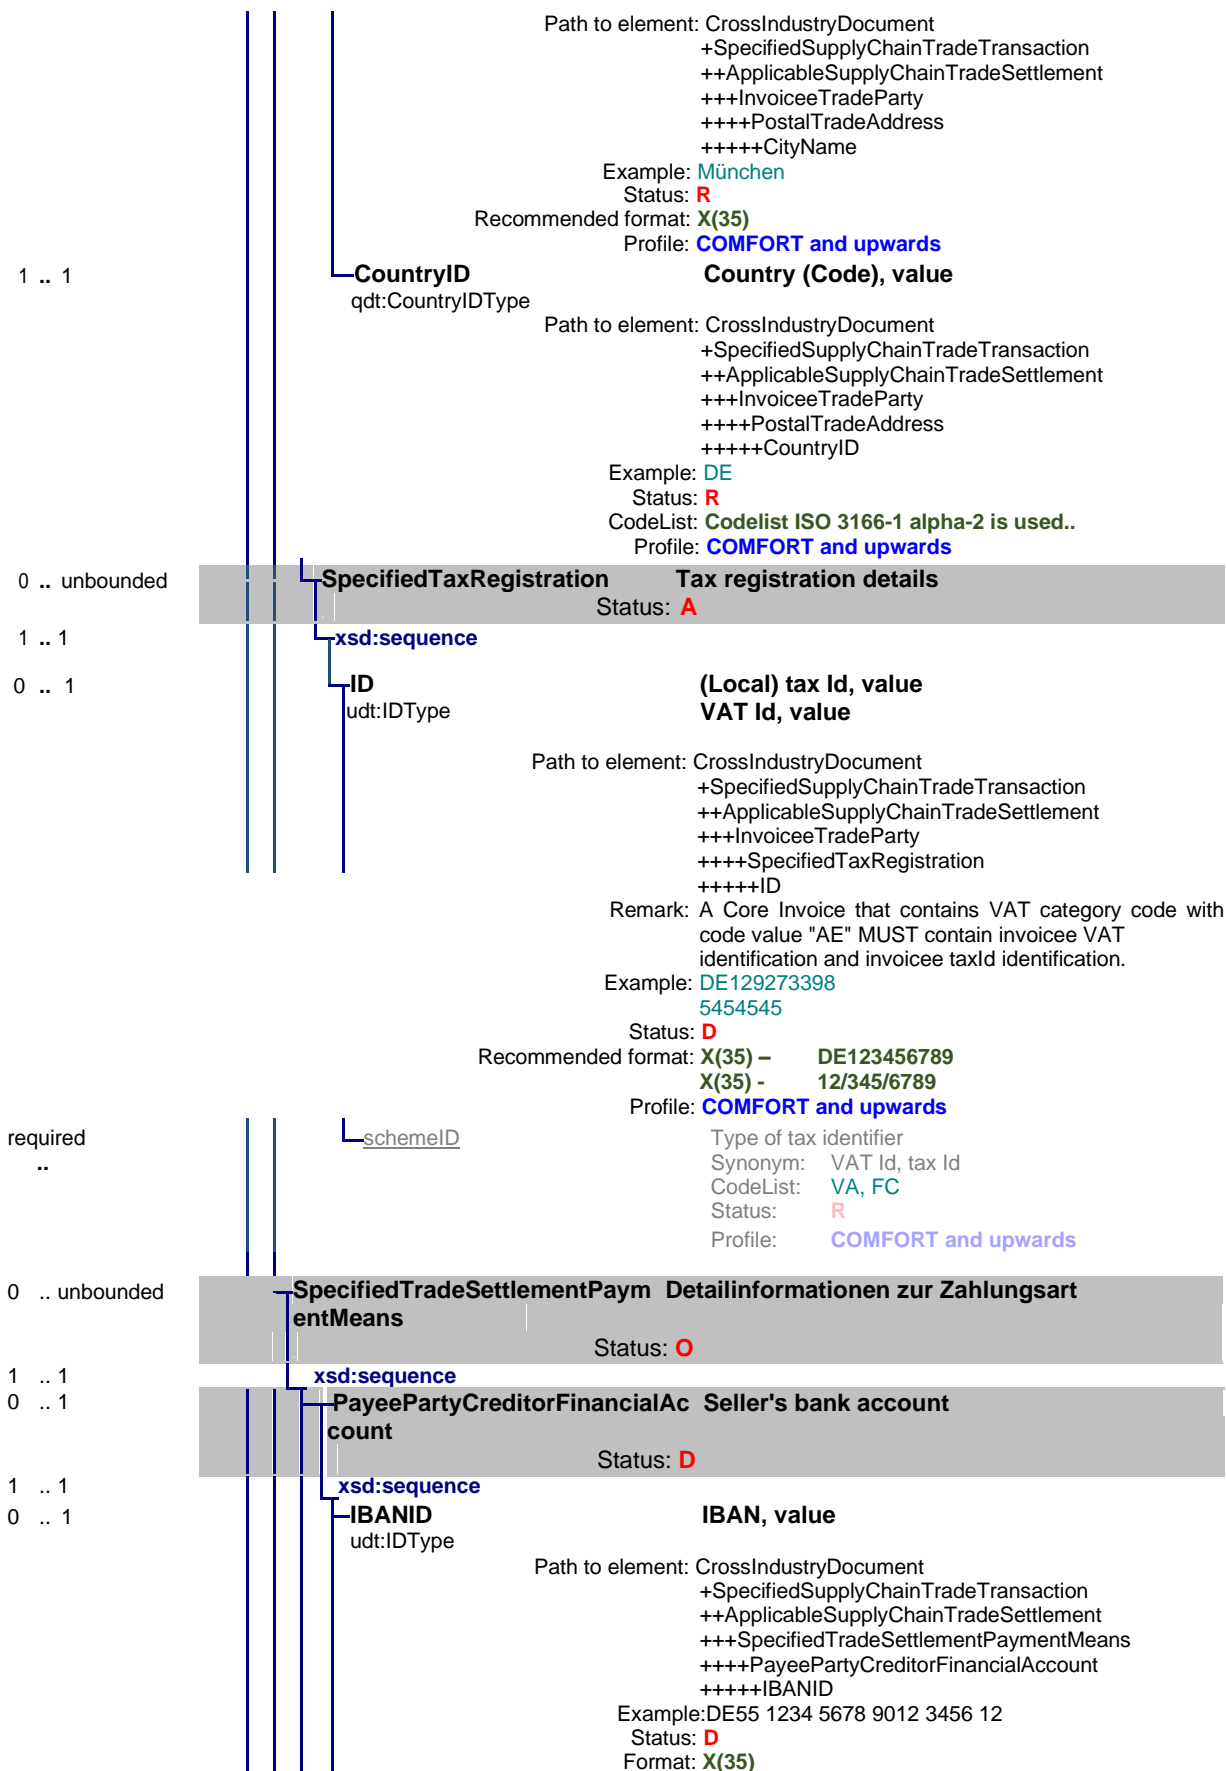 Path to element: CrossIndustryDocument
+SpecifiedSupplyChainTradeTransaction
++ApplicableSupplyChainTradeSettlement
+++InvoiceeTradeParty
++++PostalTradeAddress
+++++CityName
Example: München
Status: R
Recommended format: X(35)
Profile: COMFORT and upwards
1 .. 1 CountryID Country (Code), value
qdt:CountryIDType
Path to element: CrossIndustryDocument
+SpecifiedSupplyChainTradeTransaction
++ApplicableSupplyChainTradeSettlement
+++InvoiceeTradeParty
++++PostalTradeAddress
+++++CountryID
Example: DE
Status: R
CodeList: Codelist ISO 3166-1 alpha-2 is used..
Profile: COMFORT and upwards
0 .. unbounded SpecifiedTaxRegistration Tax registration details
Status: A
1 .. 1 xsd:sequence
0 .. 1 ID (Local) tax Id, value
udt:IDType VAT Id, value
Path to element: CrossIndustryDocument
+SpecifiedSupplyChainTradeTransaction
++ApplicableSupplyChainTradeSettlement
+++InvoiceeTradeParty
++++SpecifiedTaxRegistration
+++++ID
Remark: A Core Invoice that contains VAT category code with
code value "AE" MUST contain invoicee VAT
identification and invoicee taxId identification.
Example: DE129273398
5454545
Status: D
Recommended format: X(35) – DE123456789
X(35) - 12/345/6789
Profile: COMFORT and upwards
required schemeID Type of tax identifier
.. Synonym: VAT Id, tax Id
CodeList: VA, FC
Status: R
Profile: COMFORT and upwards
0 .. unbounded SpecifiedTradeSettlementPaym Detailinformationen zur Zahlungsart
entMeans
Status: O
1 .. 1 xsd:sequence
0 .. 1 PayeePartyCreditorFinancialAc Seller's bank account
count
Status: D
1 .. 1 xsd:sequence
0 .. 1 IBANID IBAN, value
udt:IDType
Path to element: CrossIndustryDocument
+SpecifiedSupplyChainTradeTransaction
++ApplicableSupplyChainTradeSettlement
+++SpecifiedTradeSettlementPaymentMeans
++++PayeePartyCreditorFinancialAccount
+++++IBANID
Example:DE55 1234 5678 9012 3456 12
Status: D
Format: X(35)